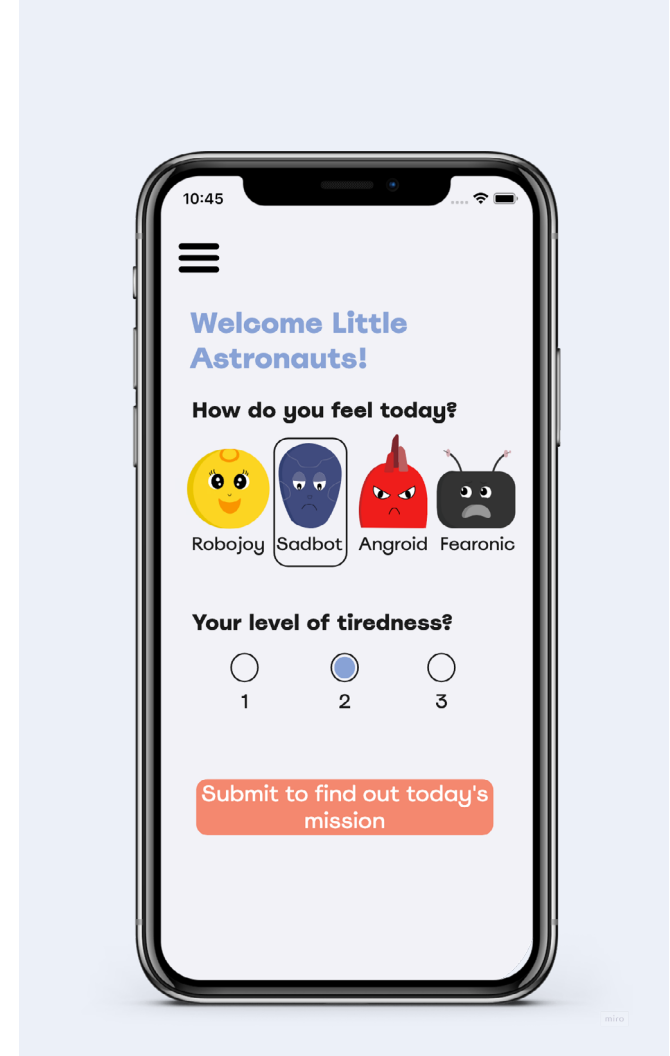 10:45
Welcome Little
Astronauts!
How do you feel today?
Robojoy Sadbot Angroid Fearonic
Your level of tiredness?
1 2 3
Submit to find out today's
mission
miro